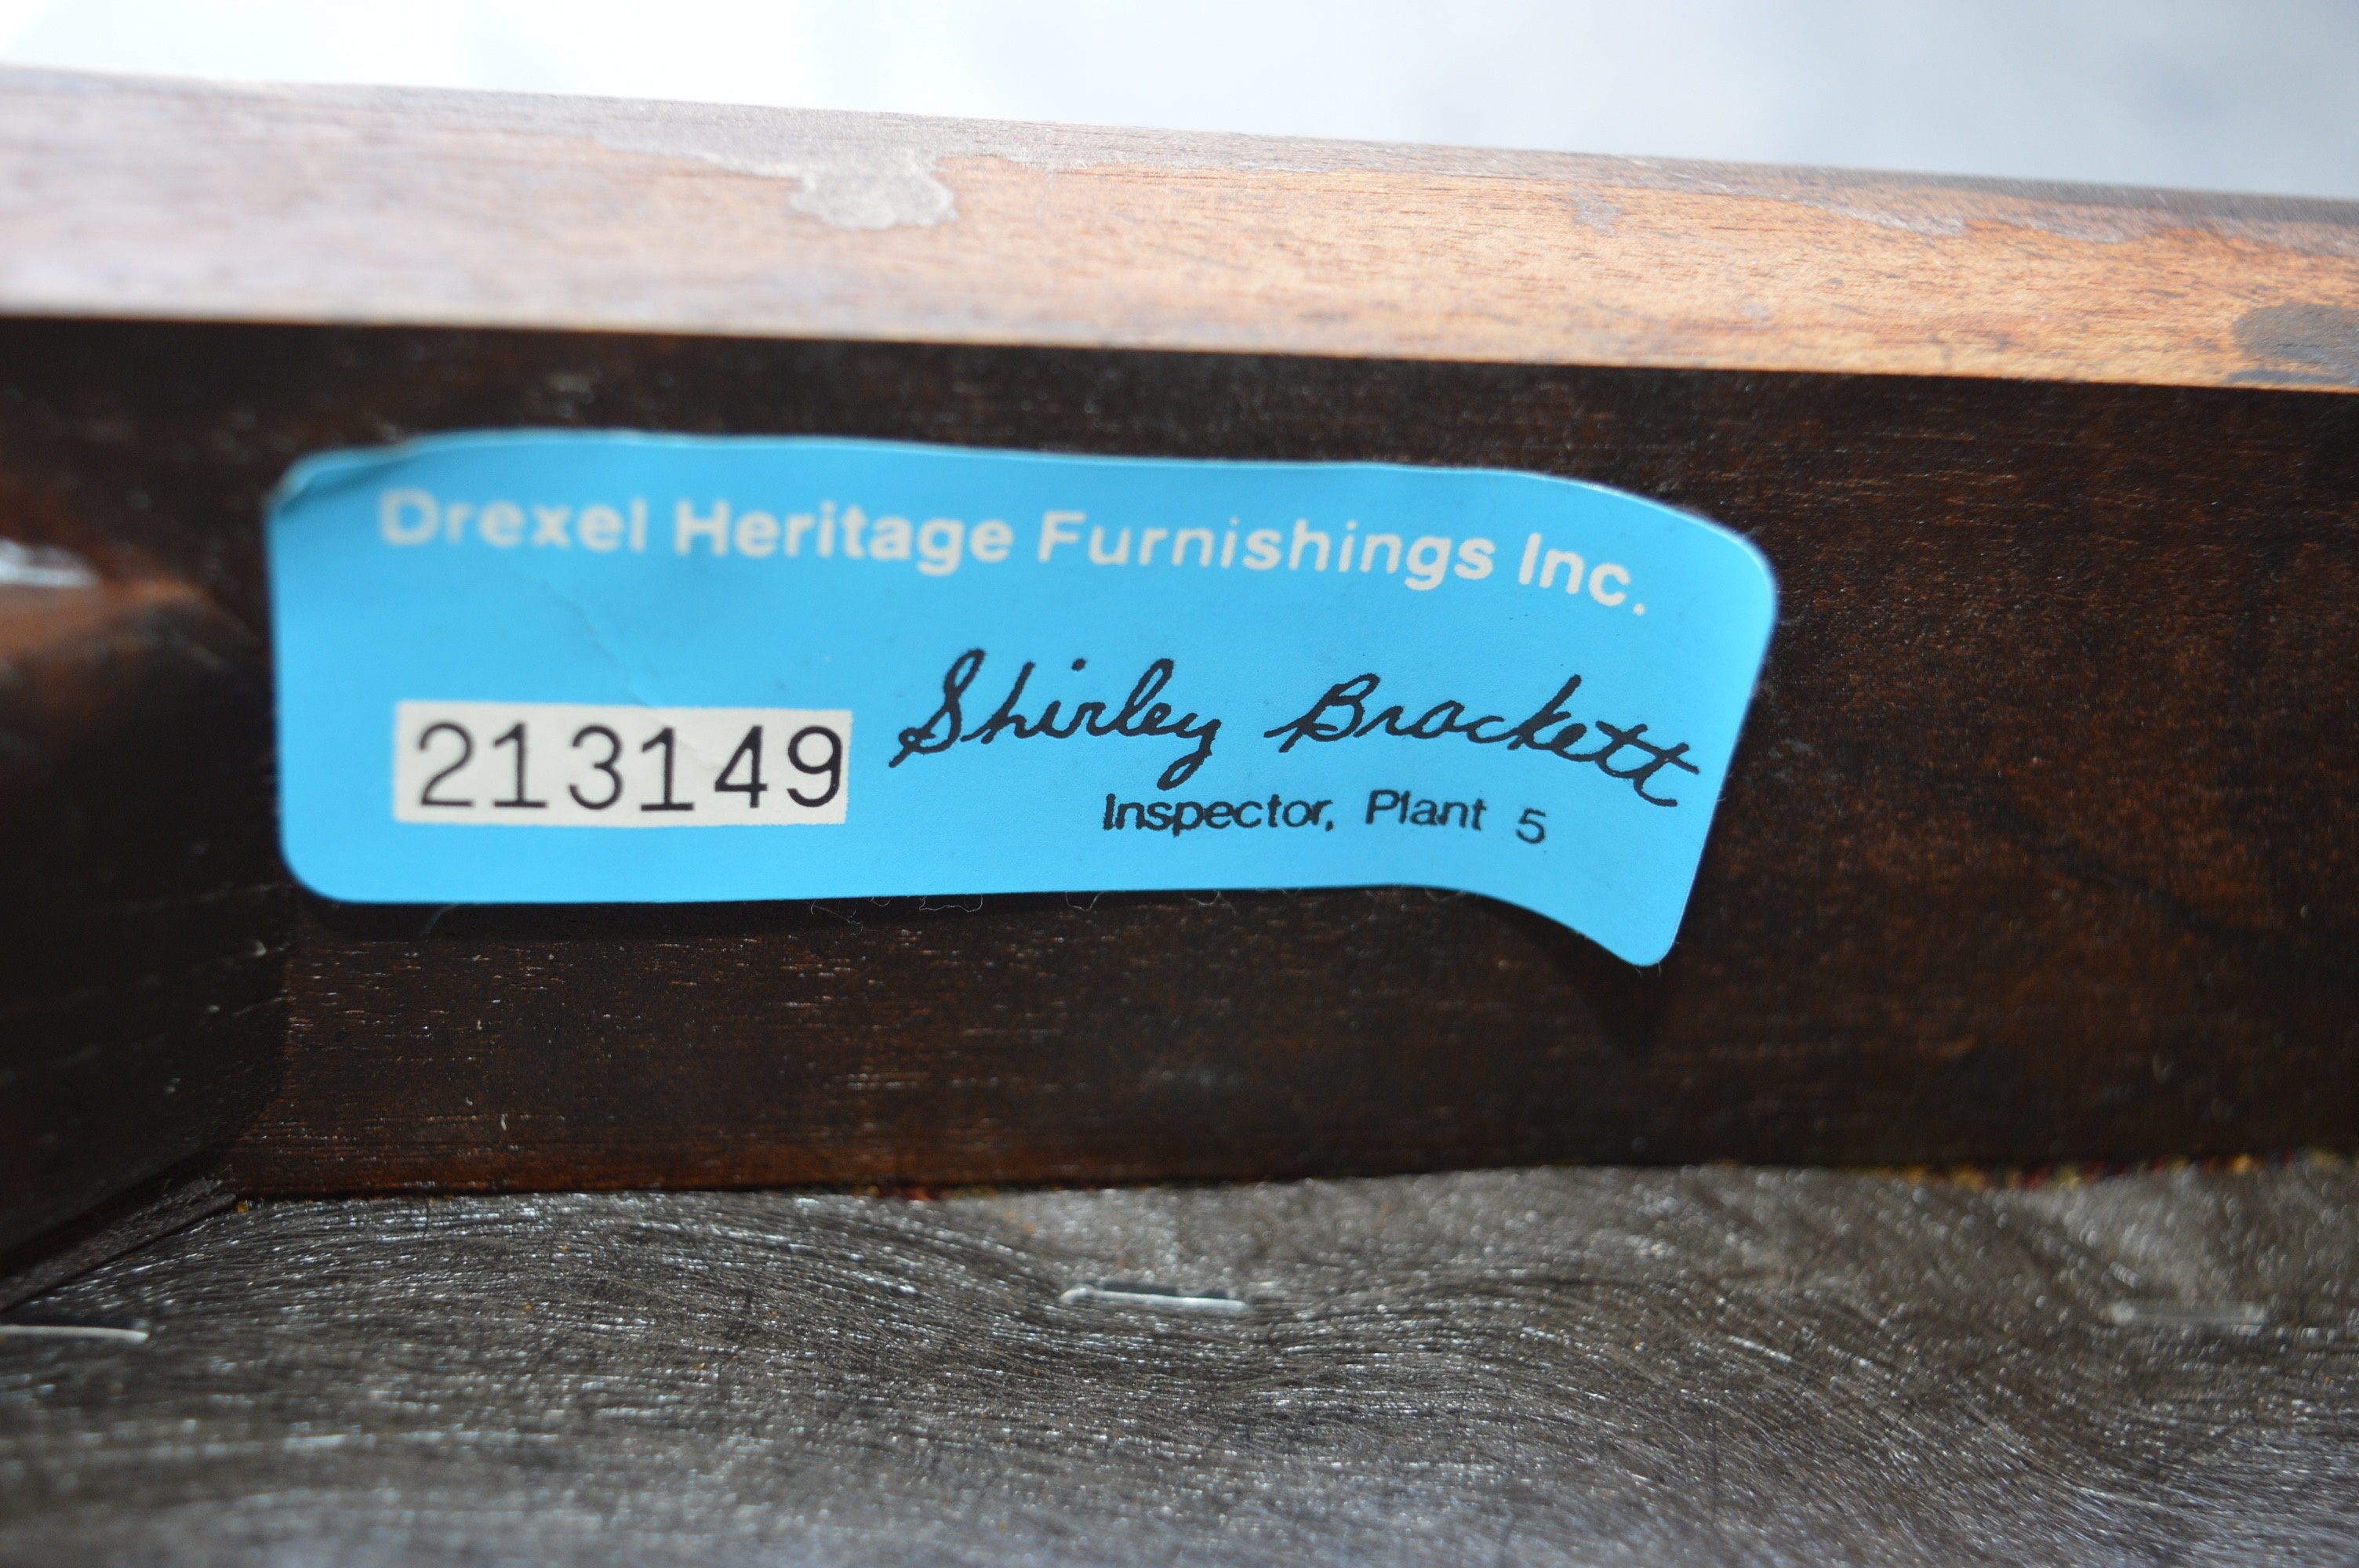 Drexel Heritage Furnishings Inc.
213149
Shirley Brackett
Inspector, Plant 5